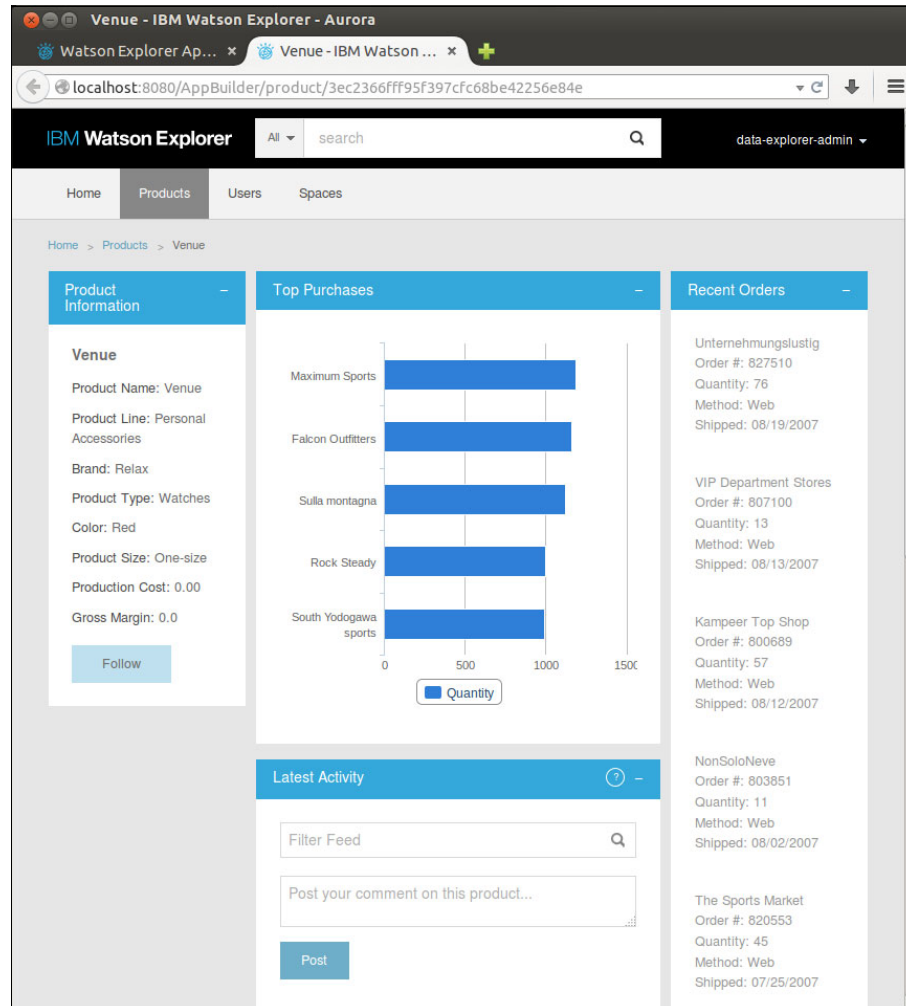 Venue - IBM Watson Explorer - Aurora
Watson Explorer Ap... ×
Venue - IBM Watson ... ×
localhost:8080/AppBuilder/product/3ec2366fff95f397cfc68be42256e84e
IBM Watson Explorer
All
search
data-explorer-admin
Home
Products
Users
Spaces
Home > Products > Venue
Product
Information
–
Venue
Product Name: Venue
Product Line: Personal
Accessories
Brand: Relax
Product Type: Watches
Color: Red
Product Size: One-size
Production Cost: 0.00
Gross Margin: 0.0
Follow
Top Purchases
–
Maximum Sports
Falcon Outfitters
Sulla montagna
Rock Steady
South Yodogawa
sports
0 500 1000 1500
Quantity
Latest Activity
? –
Filter Feed
Post your comment on this product...
Post
Recent Orders
–
Unternehmungslustig
Order #: 827510
Quantity: 76
Method: Web
Shipped: 08/19/2007
VIP Department Stores
Order #: 807100
Quantity: 13
Method: Web
Shipped: 08/13/2007
Kampeer Top Shop
Order #: 800689
Quantity: 57
Method: Web
Shipped: 08/12/2007
NonSoloNeve
Order #: 803851
Quantity: 11
Method: Web
Shipped: 08/02/2007
The Sports Market
Order #: 820553
Quantity: 45
Method: Web
Shipped: 07/25/2007